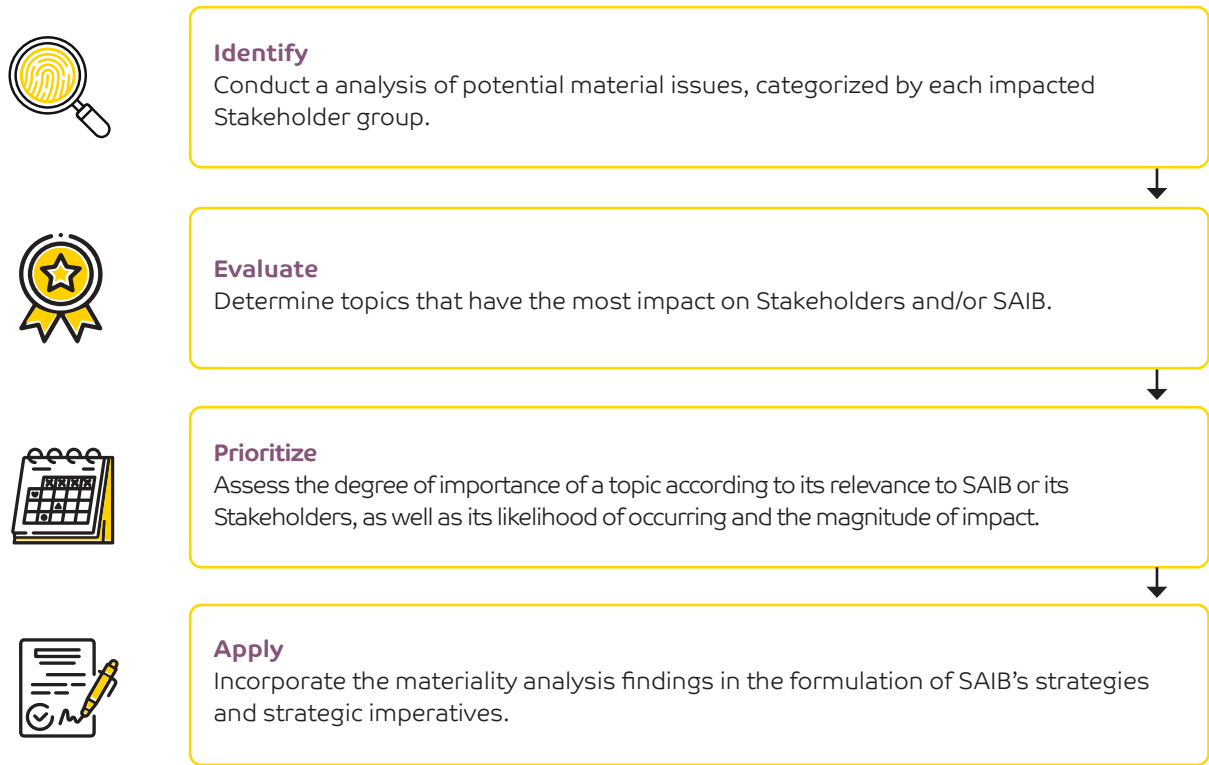 Identify
Conduct a analysis of potential material issues, categorized by each impacted
Stakeholder group.
Evaluate
Determine topics that have the most impact on Stakeholders and/or SAIB.
Prioritize
Assess the degree of importance of a topic according to its relevance to SAIB or its
Stakeholders, as well as its likelihood of occurring and the magnitude of impact.
Apply
Incorporate the materiality analysis findings in the formulation of SAIB’s strategies
and strategic imperatives.